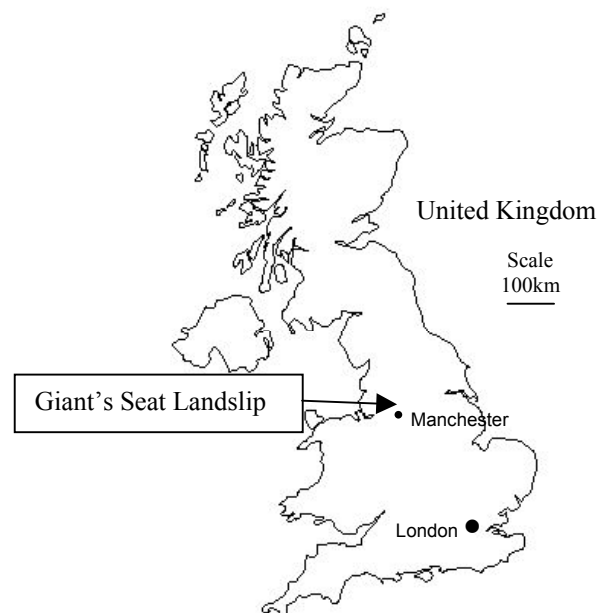 United Kingdom
Scale
100km
Giant's Seat Landslip
Manchester
London